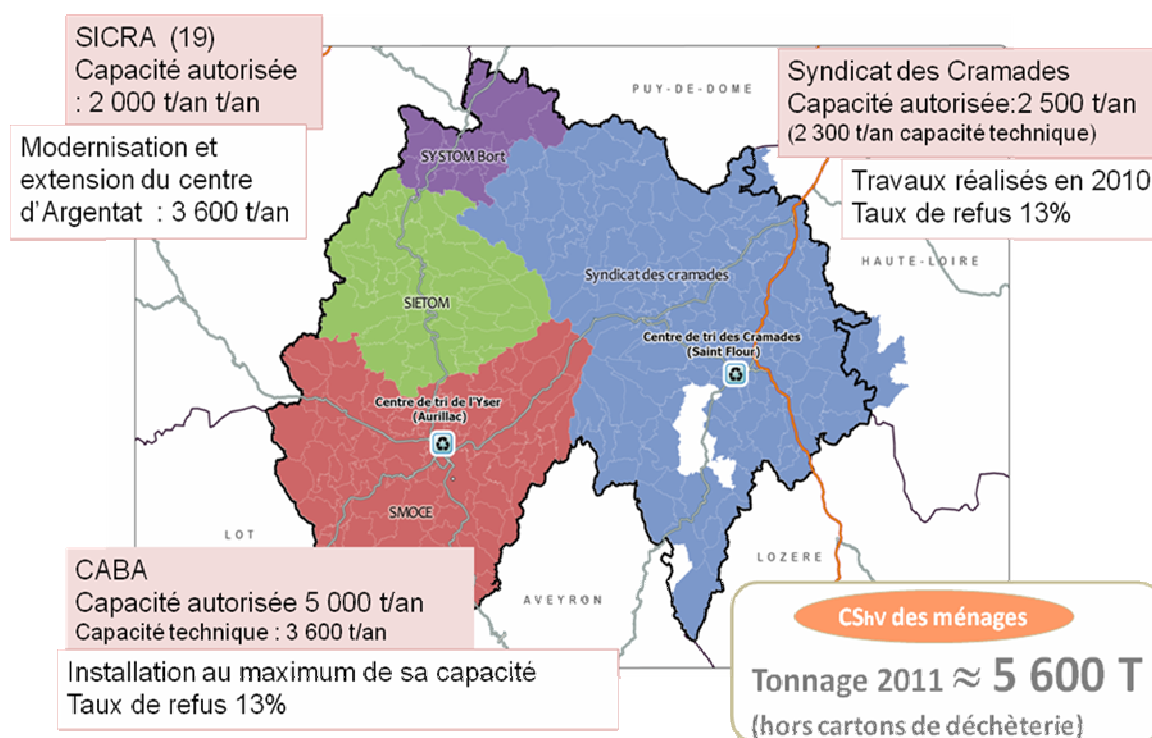 SICRA (19)
Capacité autorisée
: 2 000 t/an t/an
Modernisation et
extension du centre
d'Argentat : 3 600 t/an
PUY-DE-DOME
Syndicat des Cramades
Capacité autorisée:2 500 t/an
(2 300 t/an capacité technique)
Travaux réalisés en 2010
Taux de refus 13%
HAUTE-LOIRE
SYSTOM Bort
Syndicat des cramades
SIETOM
Centre de tri des Cramades
(Saint Flour)
Centre de tri de l'Yser
(Aurillac)
SMOCE
LOT
LOZERE
AVEYRON
CABA
Capacité autorisée 5 000 t/an
Capacité technique : 3 600 t/an
Installation au maximum de sa capacité
Taux de refus 13%
CShV des ménages
Tonnage 2011 ≈ 5 600 T
(hors cartons de déchèterie)